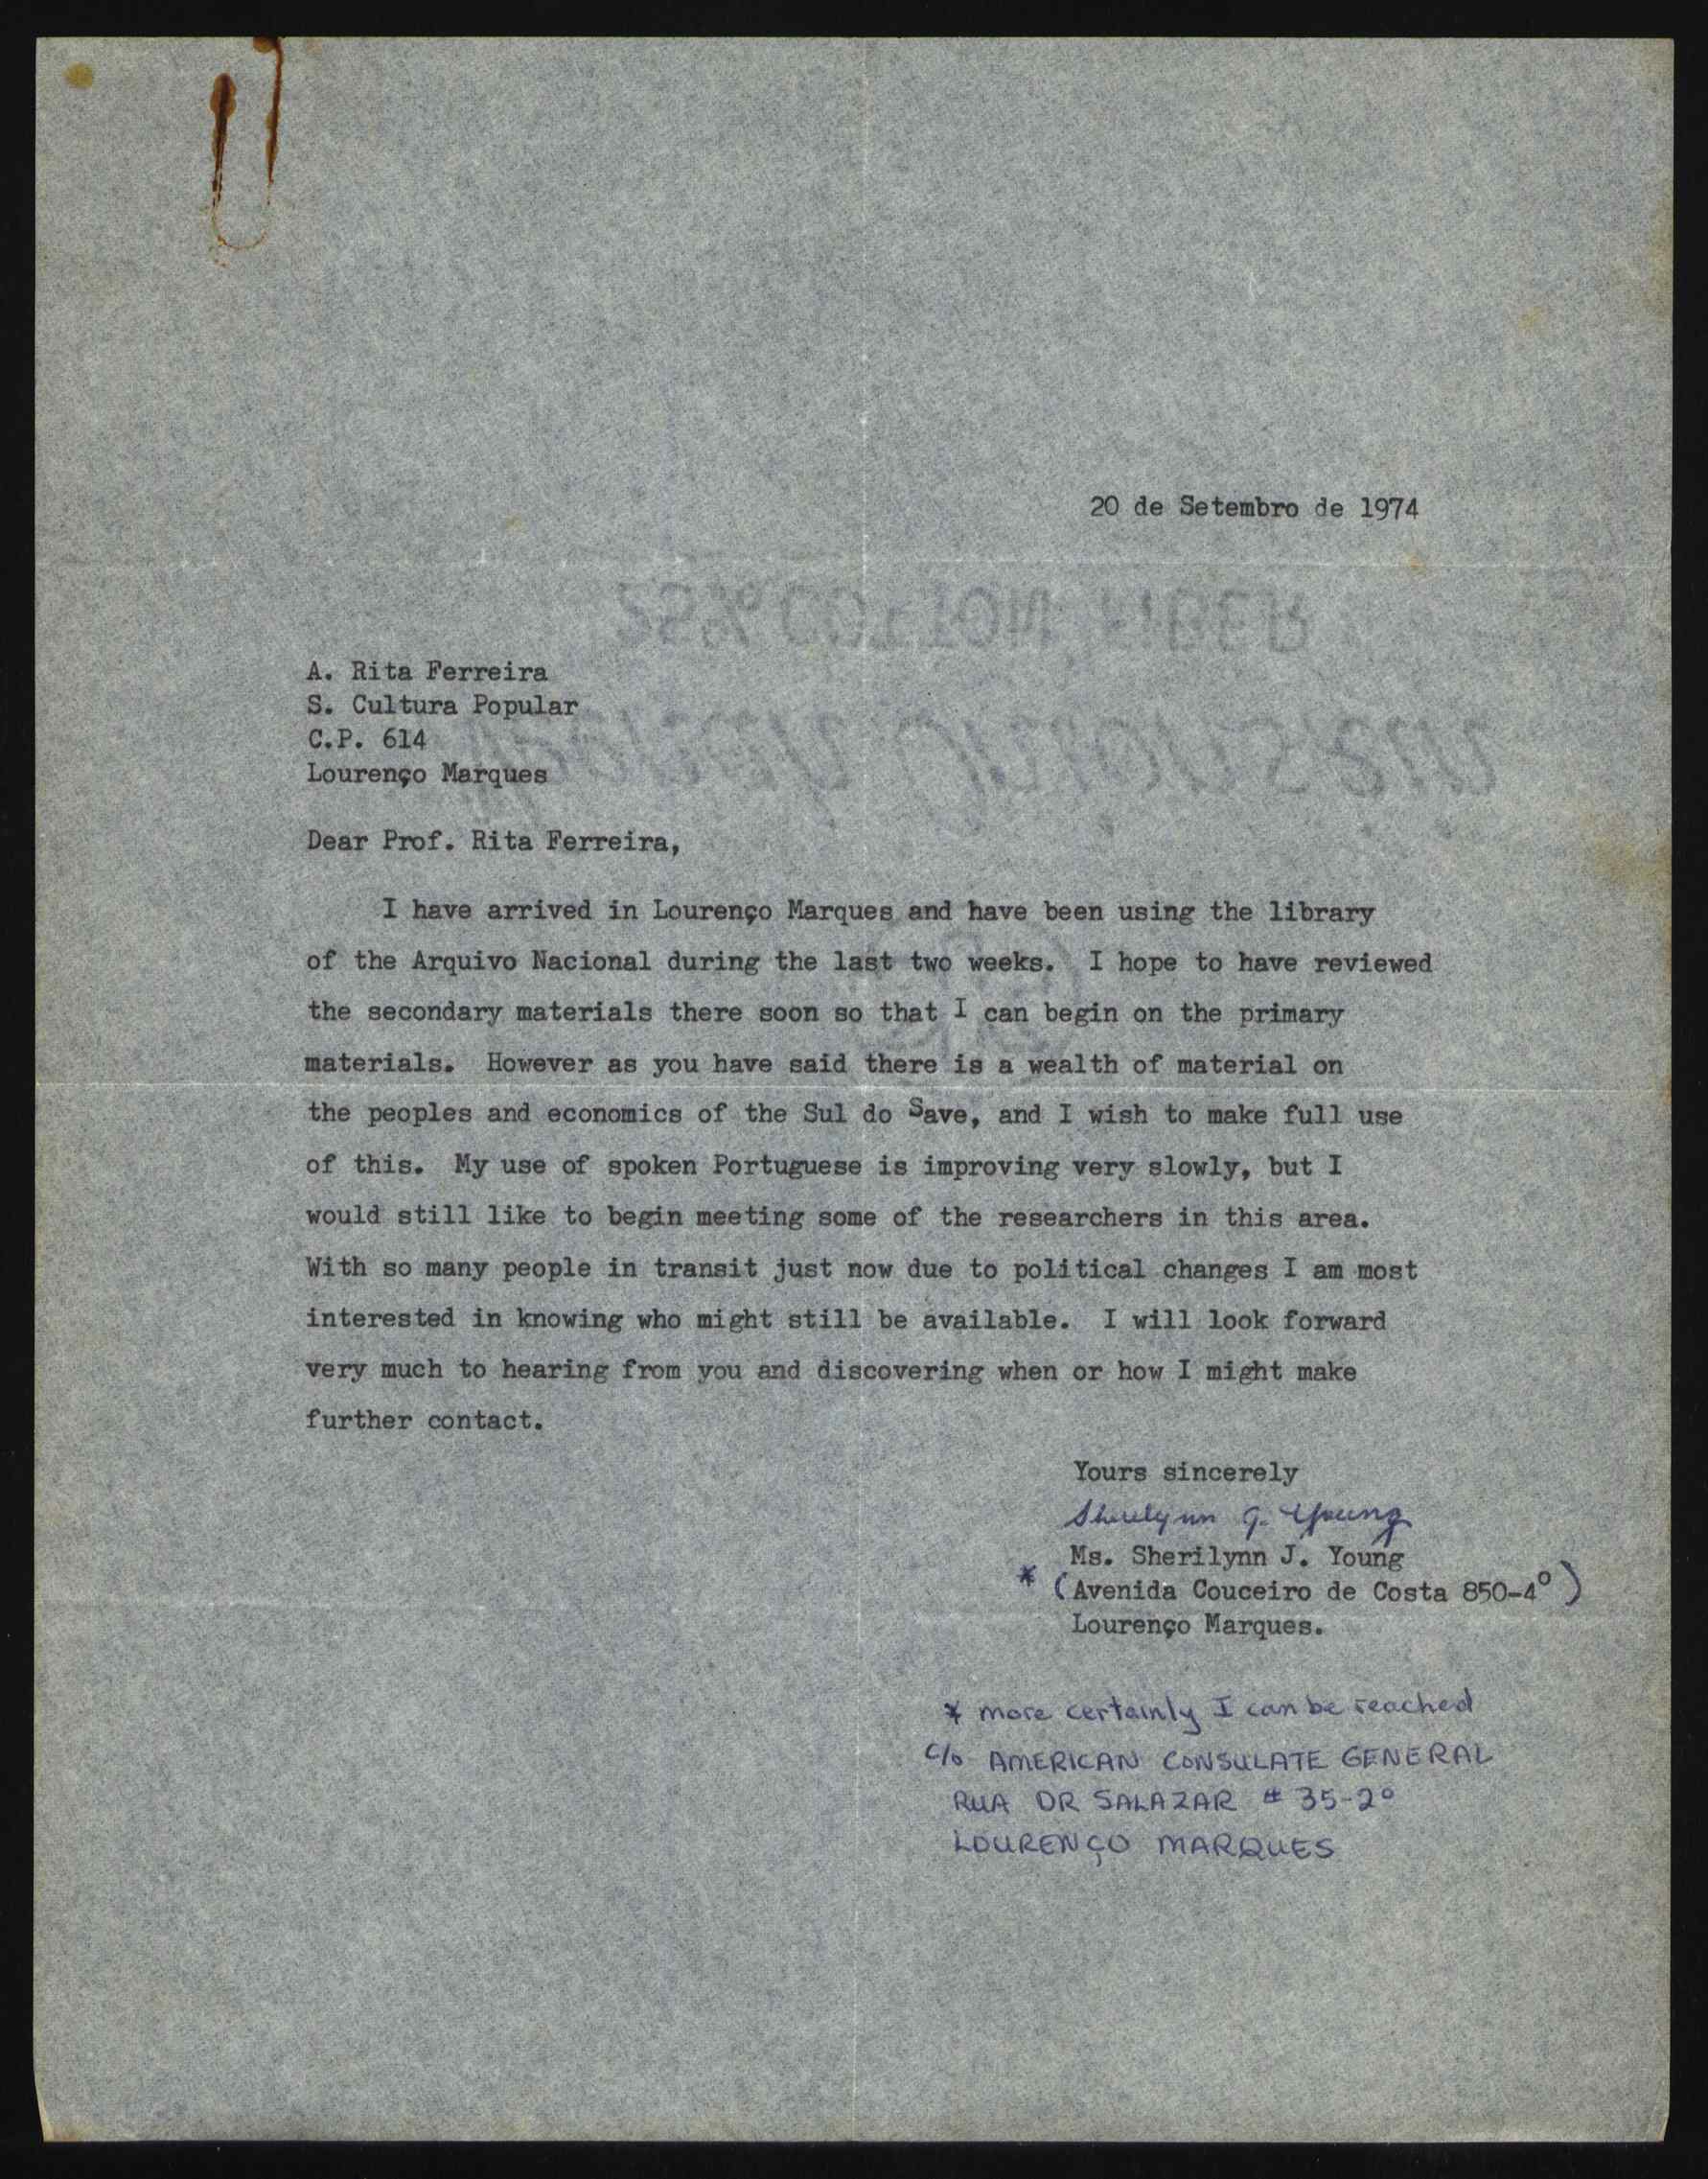 20 de Setembro de 1974
25% COTTON FIBER
A. Rita Ferreira
S. Cultura Popular
C.P. 614
Lourenço Marques
Dear Prof. Rita Ferreira,
I have arrived in Lourenço Marques and have been using the library
of the Arquivo Nacional during the last two weeks. I hope to have reviewed
the secondary materials there soon so that I can begin on the primary
materials. However as you have said there is a wealth of material on
the peoples and economics of the Sul do Save, and I wish to make full use
of this. My use of spoken Portuguese is improving very slowly, but I
would still like to begin meeting some of the researchers in this area.
With so many people in transit just now due to political changes I am most
interested in knowing who might still be available. I will look forward
very much to hearing from you and discovering when or how I might make
further contact.
Yours sincerely
Sherilynn J. Young
Ms. Sherilynn J. Young
* (Avenida Couceiro de Costa 850-4º)
Lourenço Marques.
* more certainly I can be reached
c/o AMERICAN CONSULATE GENERAL
RUA DR SALAZAR # 35-2º
LOURENÇO MARQUES